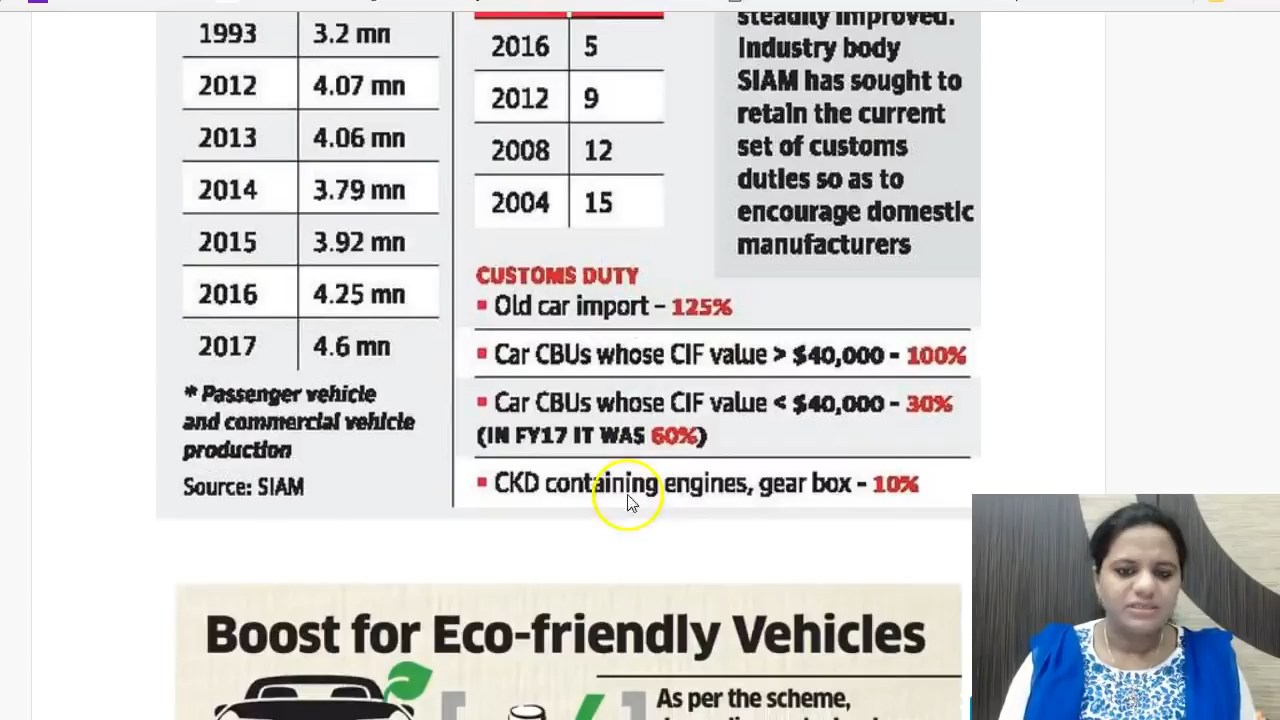 1993 3.2 mn
2012 4.07 mn
2013 4.06 mn
2014 3.79 mn
2015 3.92 mn
2016 4.25 mn
2017 4.6 mn
* Passenger vehicle
and commercial vehicle
production
Source: SIAM
2016 5
2012 9
2008 12
2004 15
steadily improved.
Industry body
SIAM has sought to
retain the current
set of customs
duties so as to
encourage domestic
manufacturers
CUSTOMS DUTY
Old car import – 125%
Car CBUs whose CIF value > $40,000 - 100%
Car CBUs whose CIF value < $40,000 - 30%
(IN FY17 IT WAS 60%)
CKD containing engines, gear box - 10%
Boost for Eco-friendly Vehicles
As per the scheme,